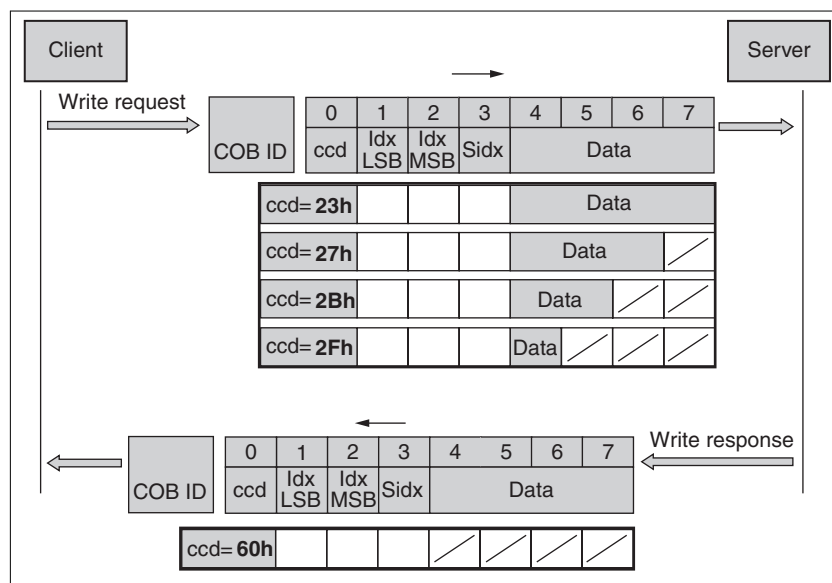 Client
Server
Write request
COB ID
0 1 2 3 4 5 6 7
ccd Idx LSB Idx MSB Sidx Data
ccd= 23h Data
ccd= 27h Data
ccd= 2Bh Data
ccd= 2Fh Data
Write response
COB ID
0 1 2 3 4 5 6 7
ccd Idx LSB Idx MSB Sidx Data
ccd= 60h